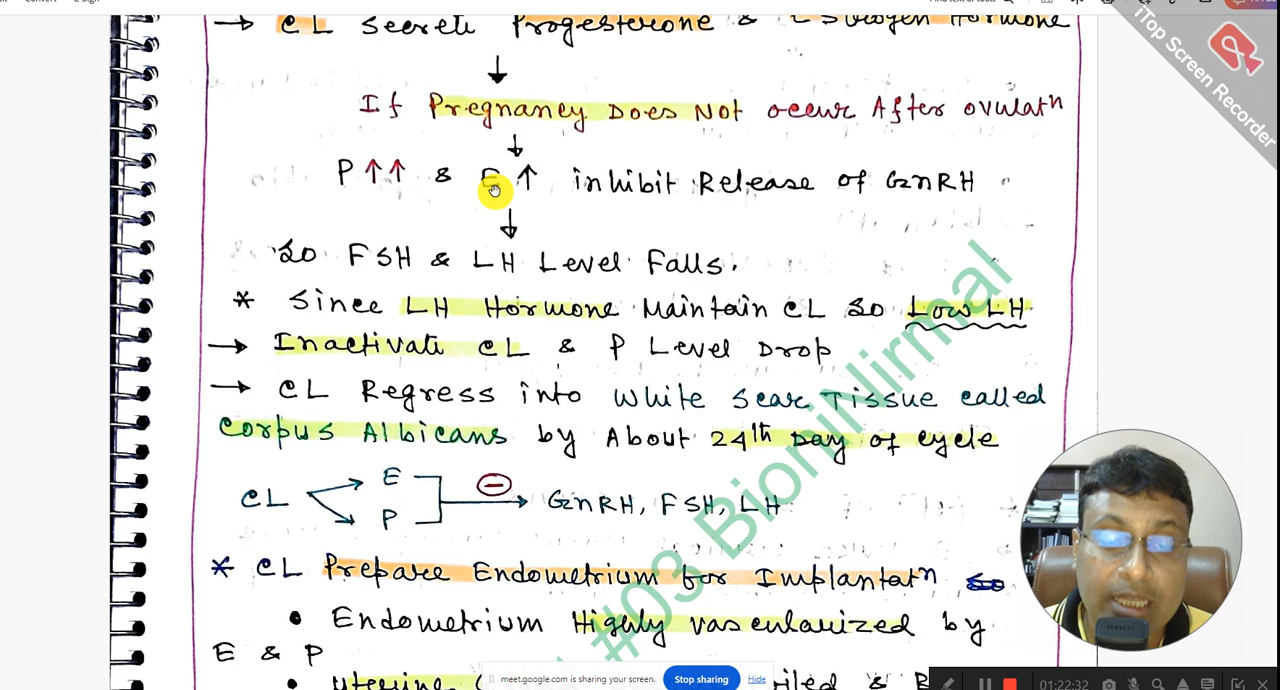 → CL Secrete Progesterone & Estrogen Hormone
If Pregnancy Does Not occur After ovulatn
P ↑↑ & E ↑ inhibit Release of GnRH
So FSH & LH Level Falls.
* Since LH Hormone Maintain CL So Low LH
→ Inactivate CL & P Level Drop
→ CL Regress into White Scar Tissue called
Corpus Albicans by About 24th Day of cycle
CL E P ⊖ → GnRH, FSH, LH
* CL Prepare Endometrium for Implantatn
• Endometrium Highly vascularized by
E & P
#03 BioniNirmal
iTop Screen Recorder
meet.google.com is sharing your screen.
Stop sharing
Hide
01:22:32